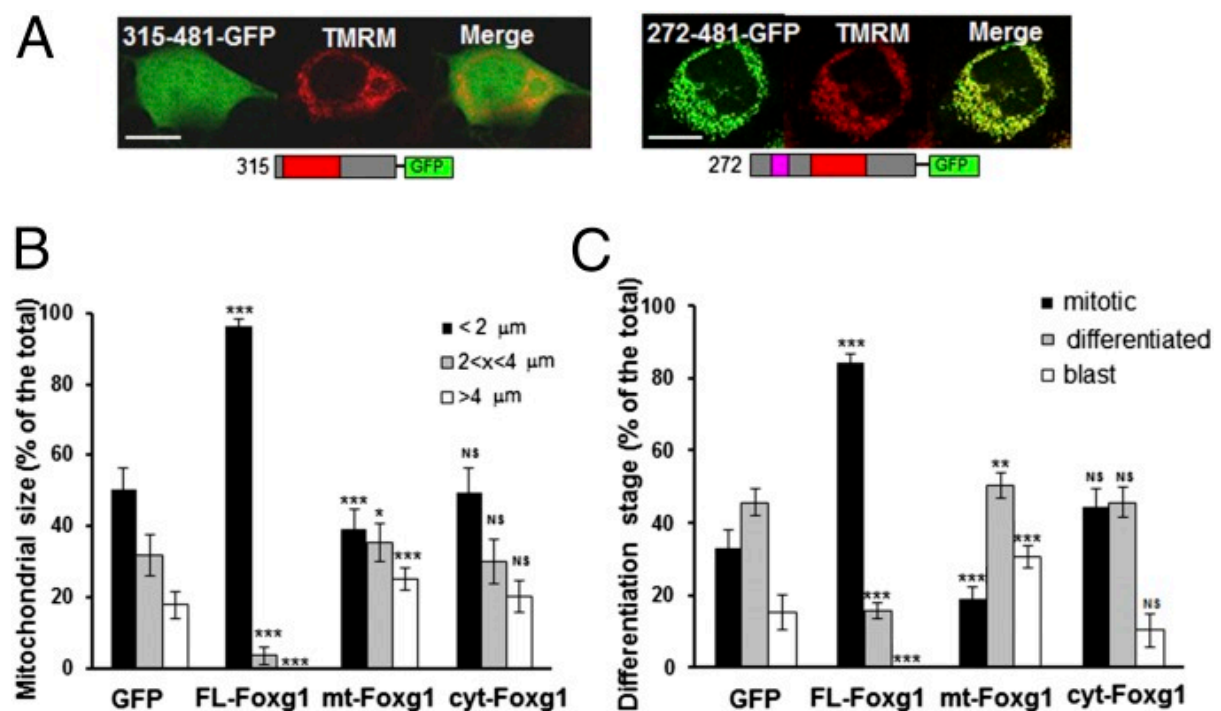 A
315-481-GFP TMRM Merge
272-481-GFP TMRM Merge
315 GFP
272 GFP
B
Mitochondrial size (% of the total)
100
80
60
40
20
0
***
***
***
***
*
***
NS
NS
NS
< 2 μm
2<x<4 μm
>4 μm
GFP FL-Foxg1 mt-Foxg1 cyt-Foxg1
C
Differentiation stage (% of the total)
100
80
60
40
20
0
***
***
***
***
**
***
NS
NS
NS
mitotic
differentiated
blast
GFP FL-Foxg1 mt-Foxg1 cyt-Foxg1